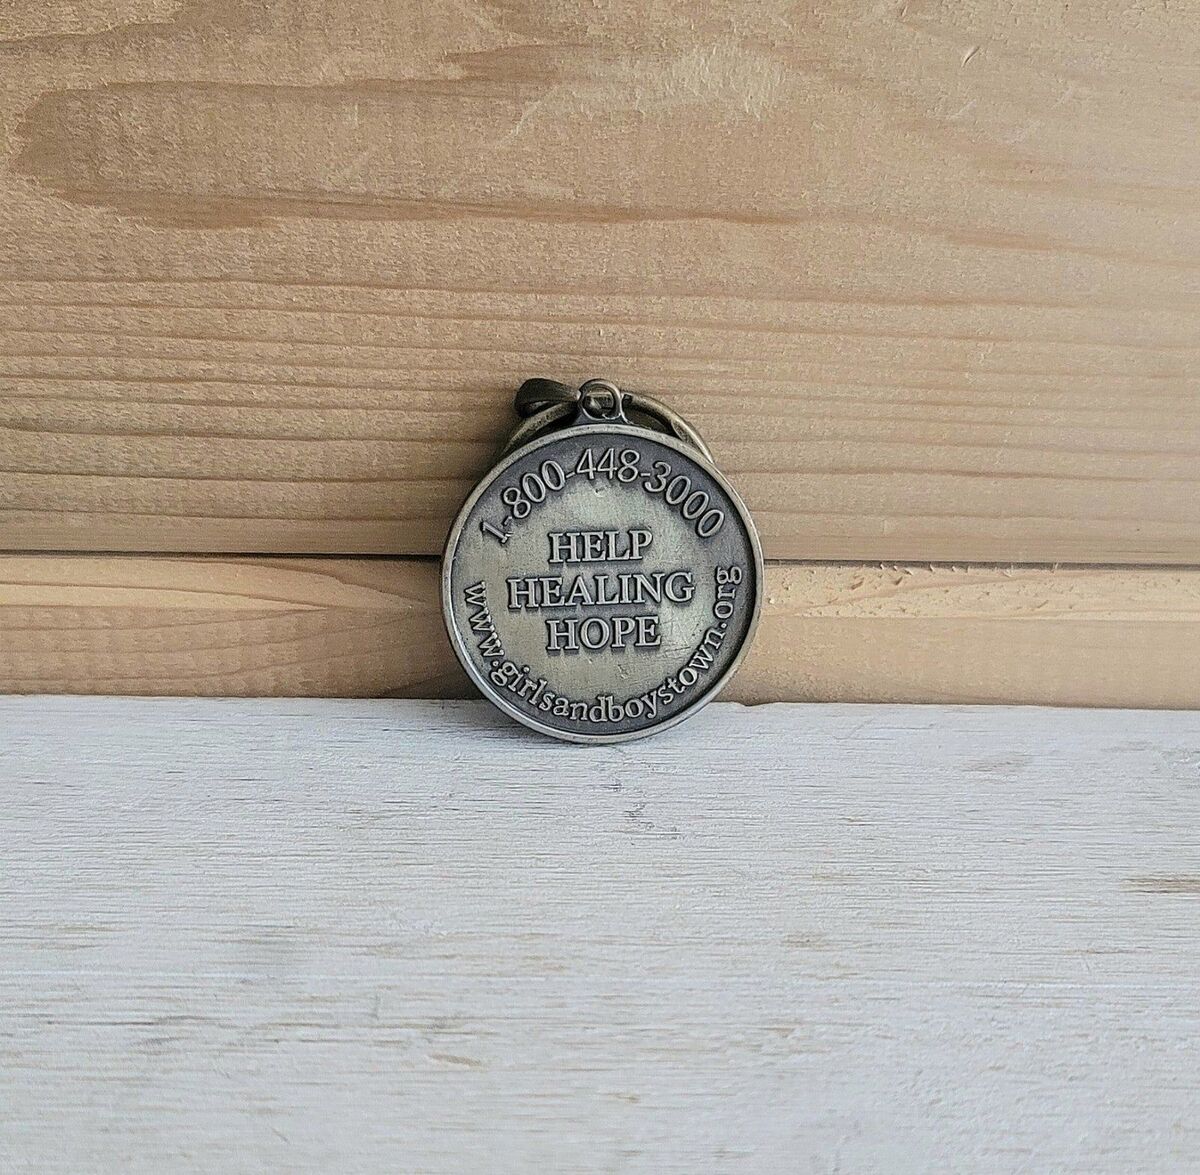 1-800-448-3000
HELP
HEALING
HOPE
www.girlsandboystown.org